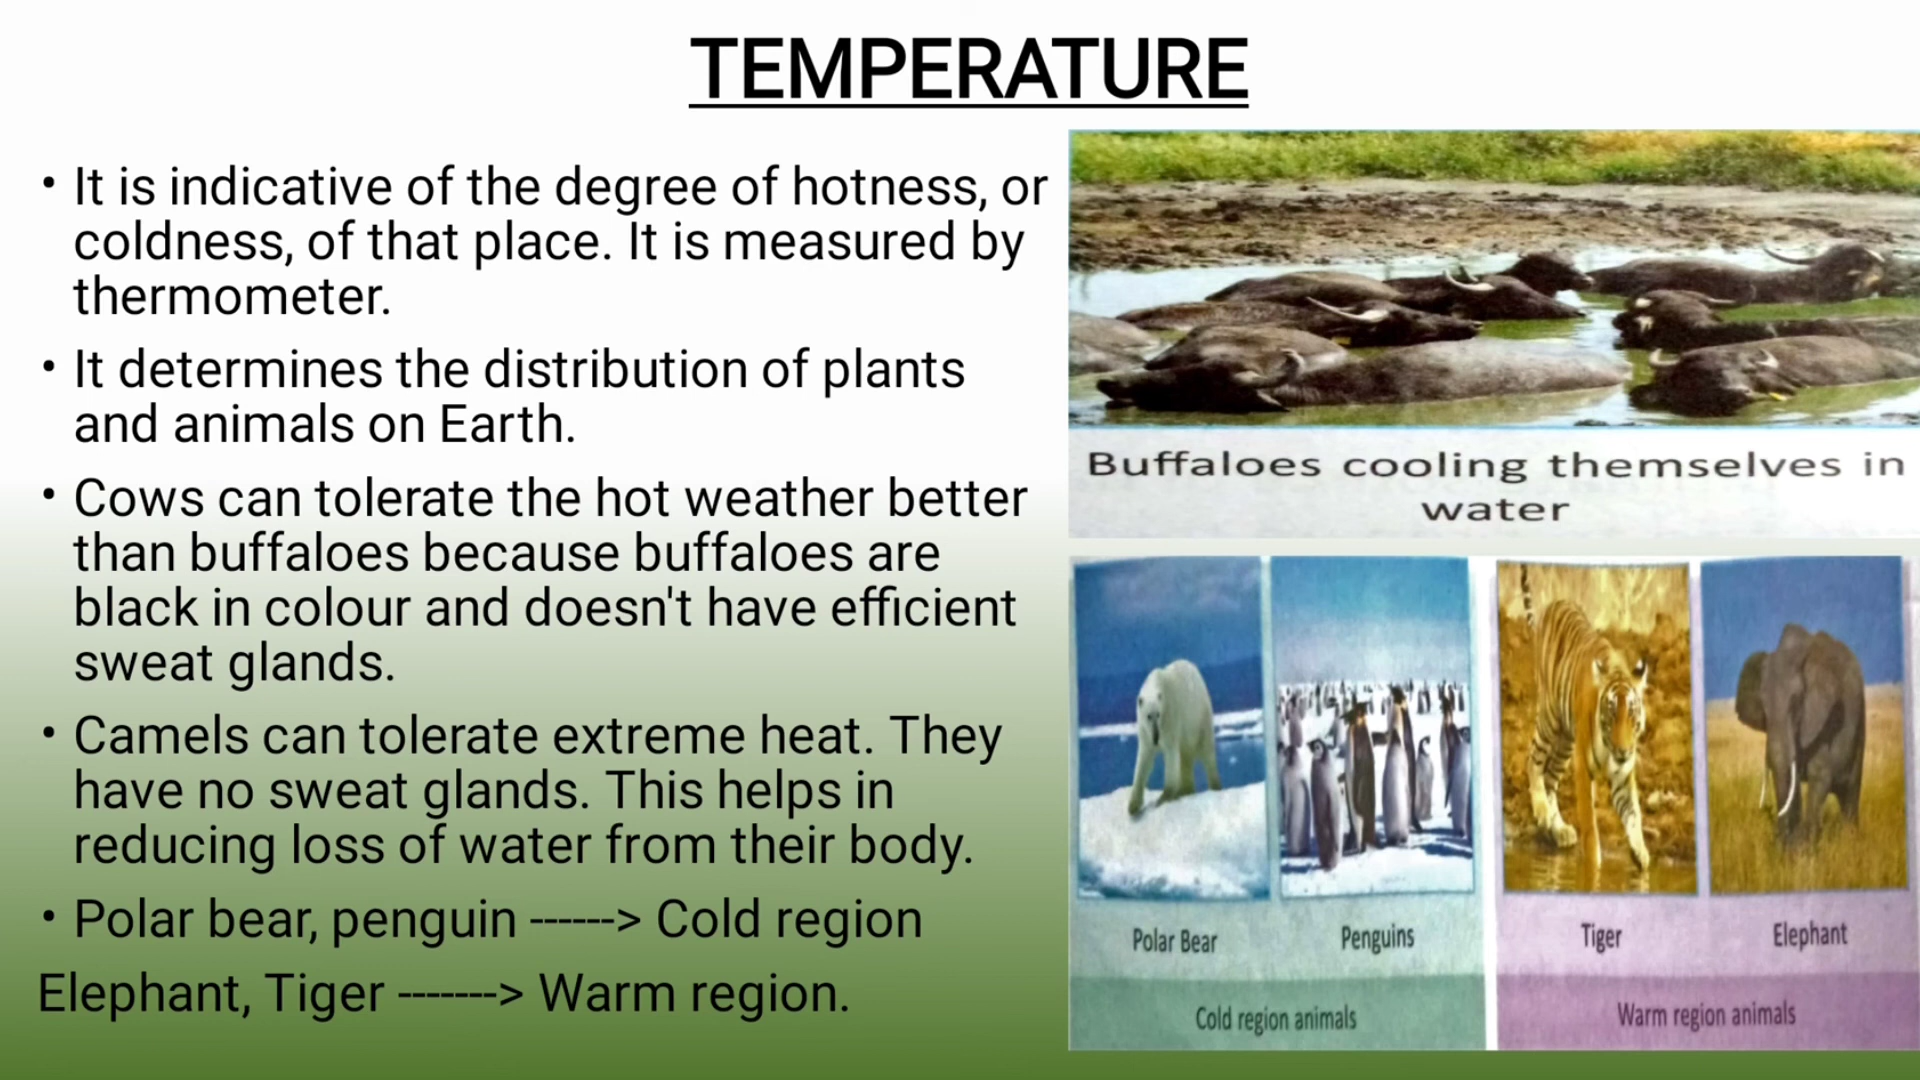 TEMPERATURE
• It is indicative of the degree of hotness, or
coldness, of that place. It is measured by
thermometer.
• It determines the distribution of plants
and animals on Earth.
• Cows can tolerate the hot weather better
than buffaloes because buffaloes are
black in colour and doesn't have efficient
sweat glands.
• Camels can tolerate extreme heat. They
have no sweat glands. This helps in
reducing loss of water from their body.
• Polar bear, penguin ------> Cold region
Elephant, Tiger -------> Warm region.
Buffaloes cooling themselves in
water
Polar Bear
Penguins
Tiger
Elephant
Cold region animals
Warm region animals